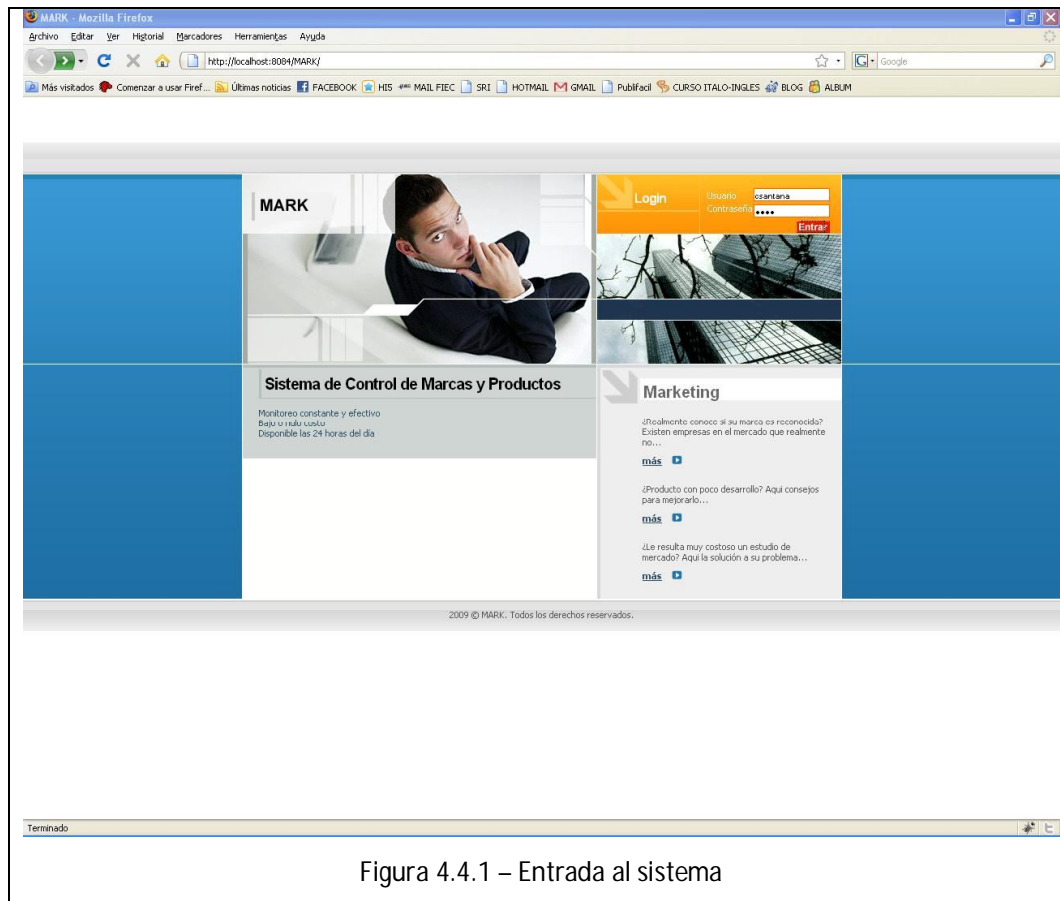 MARK - Mozilla Firefox
Archivo Editar Ver Historial Marcadores Herramientas Ayuda
http://localhost:8084/MARK/
G Google
Más visitados Comenzar a usar Firef... Últimas noticias FACEBOOK HI5 MAIL FIEC SRI HOTMAIL GMAIL Publifacil CURSO ITALO-INGLES BLOG ALBUM
MARK
Login
Usuario csantana
Contraseña ••••
Entrar
Sistema de Control de Marcas y Productos
Monitoreo constante y efectivo
Bajo o nulo costo
Disponible las 24 horas del día
Marketing
¿Realmente conoce si su marca es reconocida?
Existen empresas en el mercado que realmente
no...
más
¿Producto con poco desarrollo? Aqui consejos
para mejorarlo...
más
¿Le resulta muy costoso un estudio de
mercado? Aqui la solución a su problema...
más
2009 © MARK. Todos los derechos reservados.
Terminado
Figura 4.4.1 – Entrada al sistema